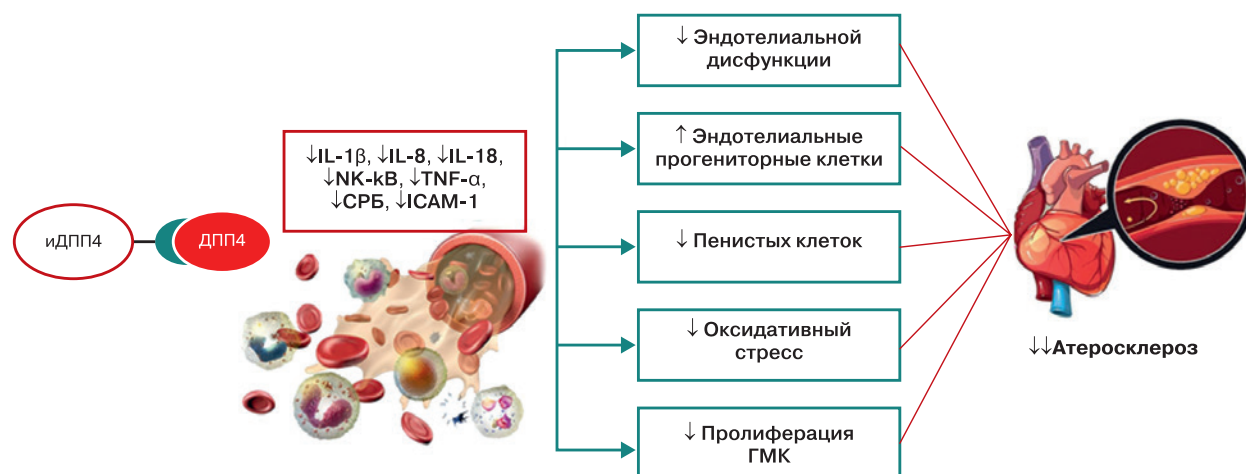 иДПП4
ДПП4
↓IL-1β, ↓IL-8, ↓IL-18,
↓NK-kB, ↓TNF-α,
↓СРБ, ↓ICAM-1
↓ Эндотелиальной
дисфункции
↑ Эндотелиальные
прогениторные клетки
↓ Пенистых клеток
↓ Оксидативный
стресс
↓ Пролиферация
ГМК
↓↓Атеросклероз